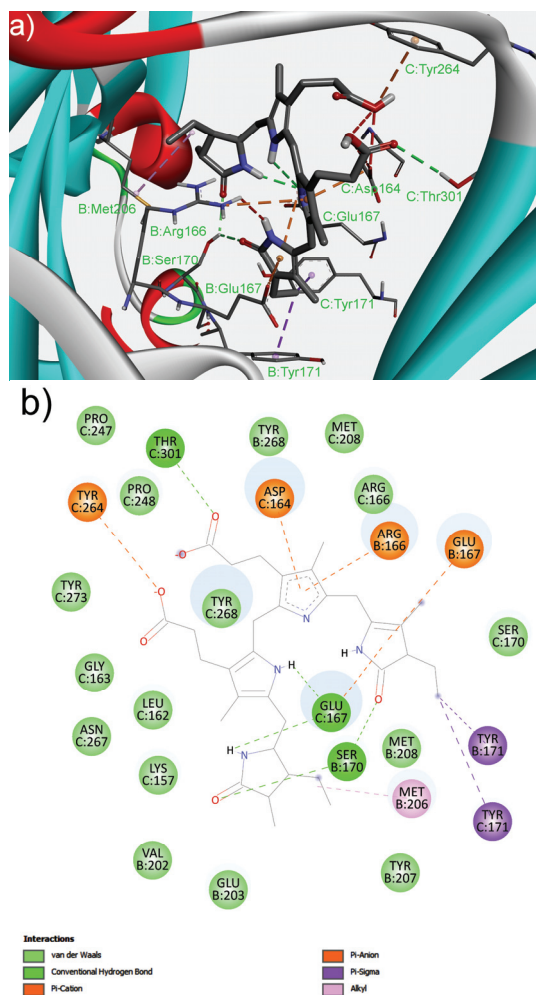 a)
C:Tyr264
B:Met206
C:Asp164
C:Thr301
B:Arg166
C:Glu167
B:Ser170
B:Glu167
C:Tyr171
B:Tyr171
b)
PRO
C:247
THR
C:301
TYR
B:268
MET
C:208
TYR
C:264
PRO
C:248
ASP
C:164
ARG
C:166
ARG
B:166
GLU
B:167
O
-O
O
-O
O
N
N
H
N
H
N
H
O
O
TYR
C:273
TYR
C:268
SER
C:170
GLY
C:163
LEU
C:162
GLU
C:167
ASN
C:267
SER
B:170
MET
B:208
TYR
B:171
LYS
C:157
MET
B:206
TYR
C:171
VAL
B:202
GLU
B:203
TYR
B:207
Interactions
van der Waals
Conventional Hydrogen Bond
Pi-Cation
Pi-Anion
Pi-Sigma
Alkyl